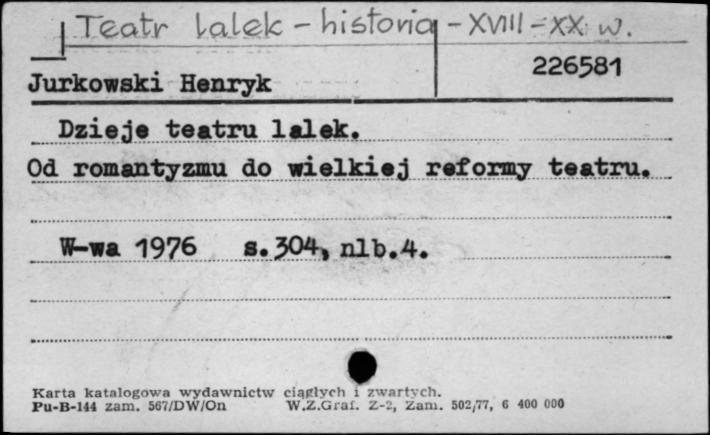 Teatr lalek - historia - XVIII - XX w.
226581
Jurkowski Henryk
Dzieje teatru lalek.
Od romantyzmu do wielkiej reformy teatru.
W-wa 1976 s.304, nlb.4.
Karta katalogowa wydawnictw ciągłych i zwartych.
Pu-B-144 zam. 567/DW/On W.Z.Graf. Z-2, Zam. 502/77, 6 400 000